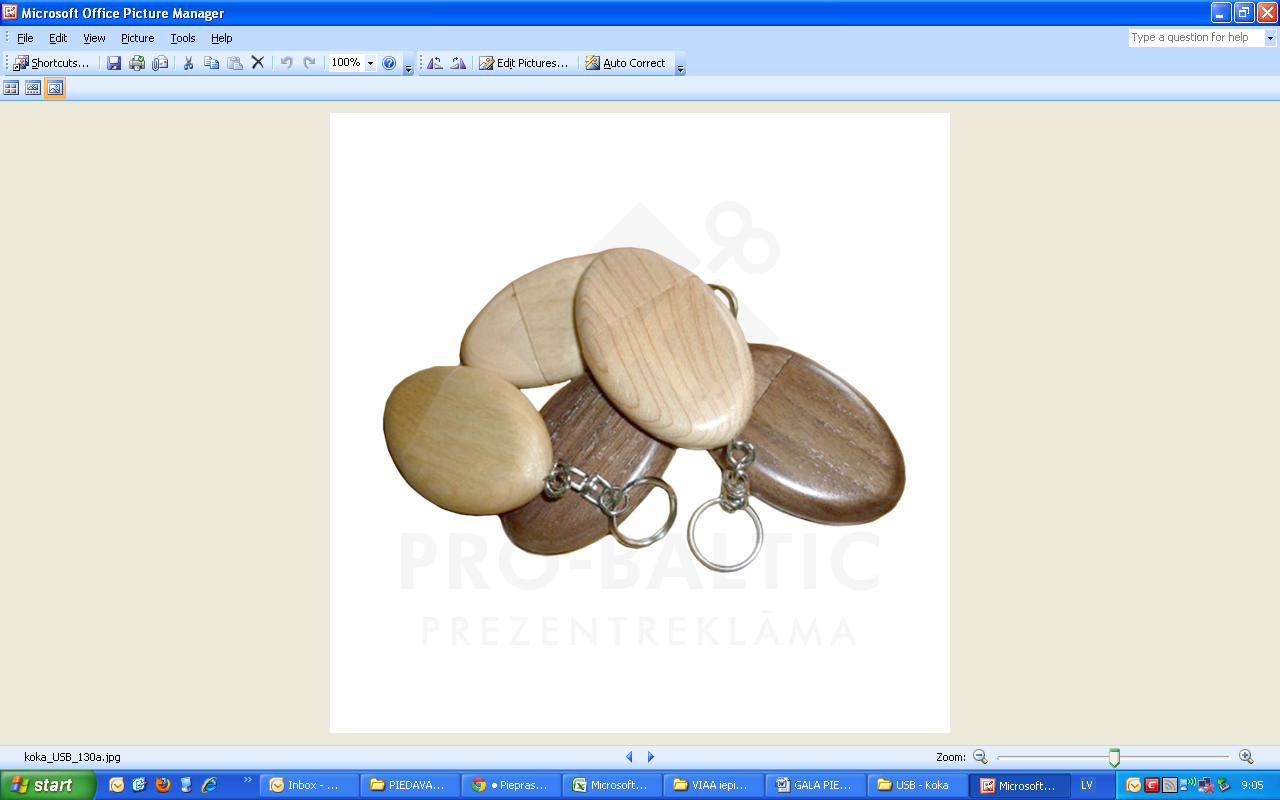 Microsoft Office Picture Manager
File Edit View Picture Tools Help
Type a question for help
Shortcuts...
100%
Edit Pictures...
Auto Correct
PRO-BALTIC
PREZENTREKLĀMA
koka_USB_130a.jpg
Zoom:
start
Inbox - ...
PIEDAVA...
Piepras...
Microsoft...
VIAA iepi...
GALA PIE...
USB - Koka
Microsoft...
LV
9:05